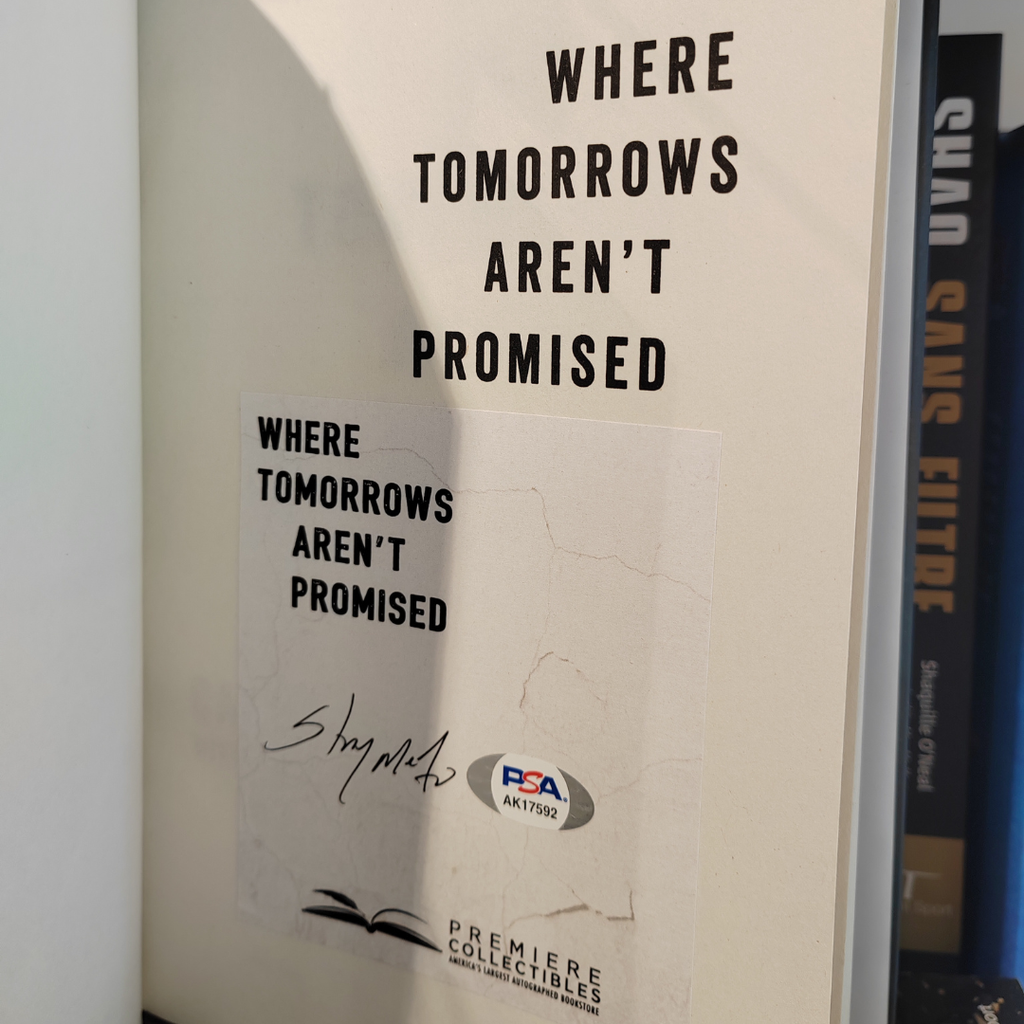 WHERE
TOMORROWS
AREN'T
PROMISED
WHERE
TOMORROWS
AREN'T
PROMISED
PSA
AK17592
PREMIERE
COLLECTIBLES
AMERICA'S LARGEST AUTOGRAPHED BOOKSTORE
SHAQ SANS FILTRE
Shaquille O'Neal